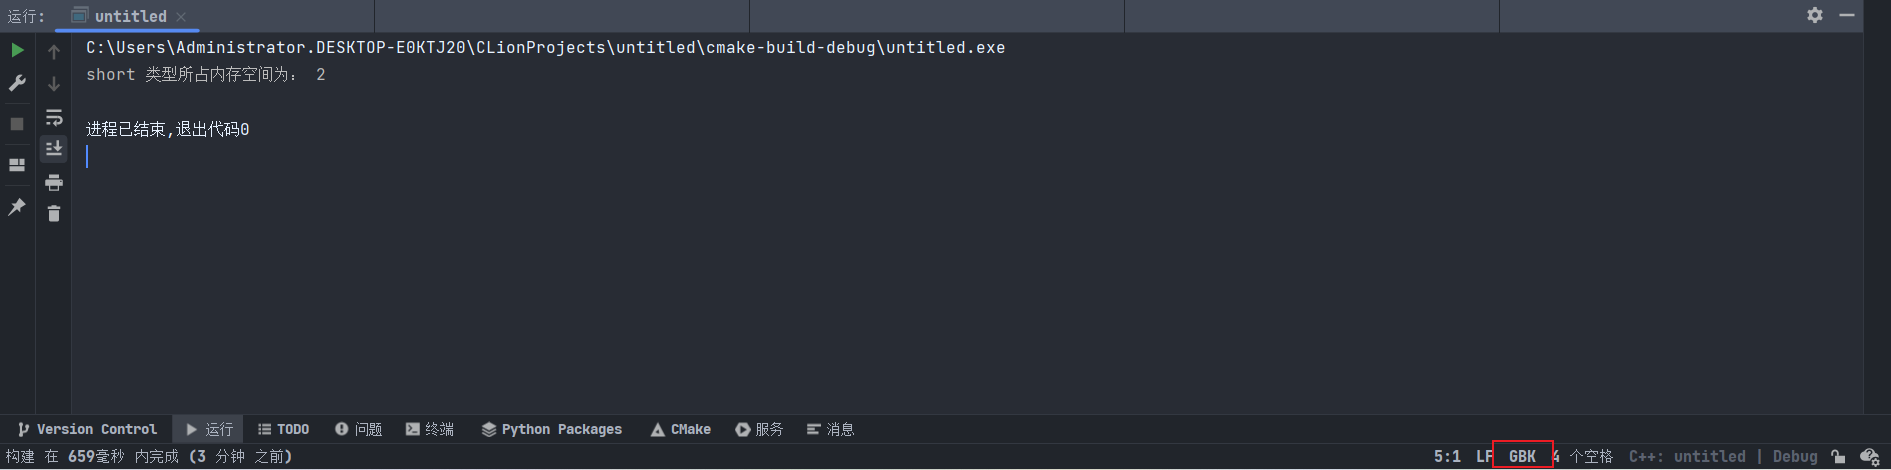 运行: untitled
C:\Users\Administrator.DESKTOP-E0KTJ20\CLionProjects\untitled\cmake-build-debug\untitled.exe
short 类型所占内存空间为: 2
进程已结束,退出代码0
Version Control 运行 TODO 问题 终端 Python Packages CMake 服务 消息
构建 在 659毫秒 内完成 (3 分钟 之前) 5:1 LF GBK 4 个空格 C++: untitled | Debug